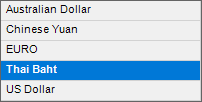 Australian Dollar
Chinese Yuan
EURO
Thai Baht
US Dollar